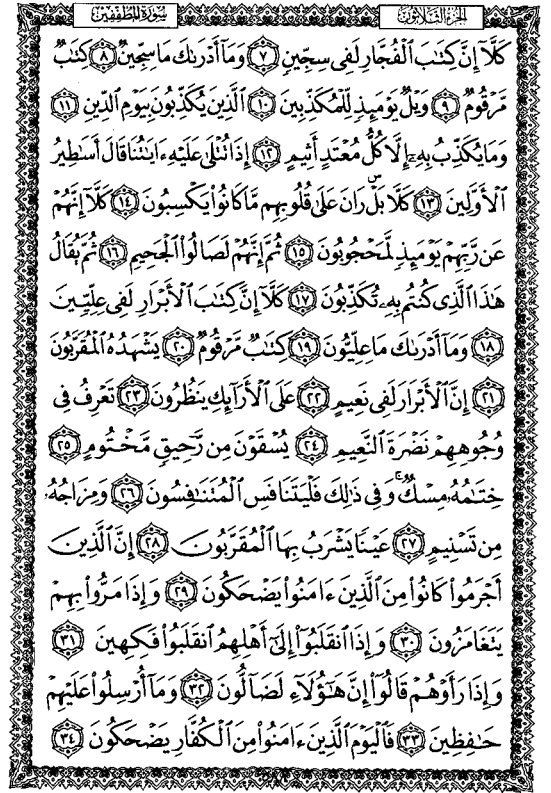 الجزء الثلاثون
سورة المطففين
كَلَّآ إِنَّ كِتَٰبَ ٱلۡفُجَّارِ لَفِى سِجِّينٍ ۝٧ وَمَآ أَدۡرَىٰكَ مَا سِجِّينٌ ۝٨ كِتَٰبٌ
مَّرۡقُومٌ ۝٩ وَيۡلٌ يَوۡمَئِذٍ لِّلۡمُكَذِّبِينَ ۝١٠ ٱلَّذِينَ يُكَذِّبُونَ بِيَوۡمِ ٱلدِّينِ ۝١١
وَمَا يُكَذِّبُ بِهِۦٓ إِلَّا كُلُّ مُعۡتَدٍ أَثِيمٍ ۝١٢ إِذَا تُتۡلَىٰ عَلَيۡهِ ءَايَٰتُنَا قَالَ أَسَٰطِيرُ
ٱلۡأَوَّلِينَ ۝١٣ كَلَّا بَلۡۜ رَانَ عَلَىٰ قُلُوبِهِم مَّا كَانُواْ يَكۡسِبُونَ ۝١٤ كَلَّآ إِنَّهُمۡ
عَن رَّبِّهِمۡ يَوۡمَئِذٍ لَّمَحۡجُوبُونَ ۝١٥ ثُمَّ إِنَّهُمۡ لَصَالُواْ ٱلۡجَحِيمِ ۝١٦ ثُمَّ يُقَالُ
هَٰذَا ٱلَّذِى كُنتُم بِهِۦ تُكَذِّبُونَ ۝١٧ كَلَّآ إِنَّ كِتَٰبَ ٱلۡأَبۡرَارِ لَفِى عِلِّيِّينَ
۝١٨ وَمَآ أَدۡرَىٰكَ مَا عِلِّيُّونَ ۝١٩ كِتَٰبٌ مَّرۡقُومٌ ۝٢٠ يَشۡهَدُهُ ٱلۡمُقَرَّبُونَ
۝٢١ إِنَّ ٱلۡأَبۡرَارَ لَفِى نَعِيمٍ ۝٢٢ عَلَى ٱلۡأَرَآئِكِ يَنظُرُونَ ۝٢٣ تَعۡرِفُ فِى
وُجُوهِهِمۡ نَضۡرَةَ ٱلنَّعِيمِ ۝٢٤ يُسۡقَوۡنَ مِن رَّحِيقٍ مَّخۡتُومٍ ۝٢٥
خِتَٰمُهُۥ مِسۡكٌ ۚ وَفِى ذَٰلِكَ فَلۡيَتَنَافَسِ ٱلۡمُتَنَٰفِسُونَ ۝٢٦ وَمِزَاجُهُۥ
مِن تَسۡنِيمٍ ۝٢٧ عَيۡنًا يَشۡرَبُ بِهَا ٱلۡمُقَرَّبُونَ ۝٢٨ إِنَّ ٱلَّذِينَ
أَجۡرَمُواْ كَانُواْ مِنَ ٱلَّذِينَ ءَامَنُواْ يَضۡحَكُونَ ۝٢٩ وَإِذَا مَرُّواْ بِهِمۡ
يَتَغَامَزُونَ ۝٣٠ وَإِذَا ٱنقَلَبُوٓاْ إِلَىٰٓ أَهۡلِهِمُ ٱنقَلَبُواْ فَكِهِينَ ۝٣١
وَإِذَا رَأَوۡهُمۡ قَالُوٓاْ إِنَّ هَٰٓؤُلَآءِ لَضَآلُّونَ ۝٣٢ وَمَآ أُرۡسِلُواْ عَلَيۡهِمۡ
حَٰفِظِينَ ۝٣٣ فَٱلۡيَوۡمَ ٱلَّذِينَ ءَامَنُواْ مِنَ ٱلۡكُفَّارِ يَضۡحَكُونَ ۝٣٤